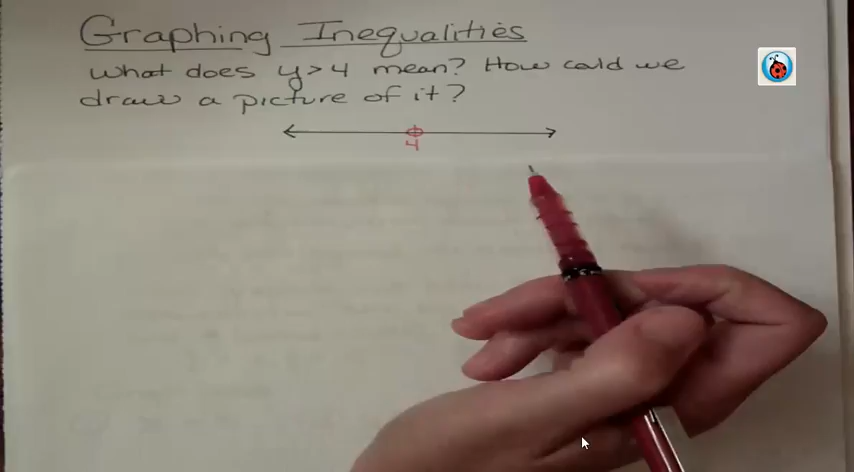 Graphing Inequalities
What does y > 4 mean? How could we
draw a picture of it?
4